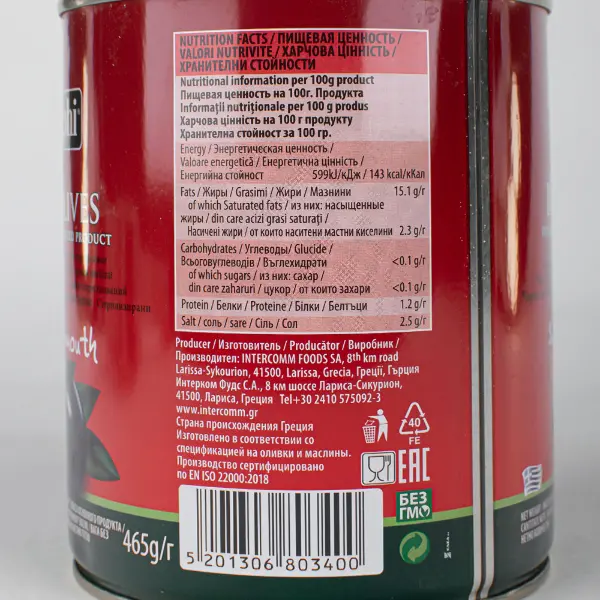 hi
IVES
PRODUCT
mouth
NUTRITION FACTS / ПИЩЕВАЯ ЦЕННОСТЬ /
VALORI NUTRIVITE / ХАРЧОВА ЦІННІСТЬ /
ХРАНИТЕЛНИ СТОЙНОСТИ
Nutritional information per 100g product
Пищевая ценность на 100г. Продукта
Informații nutriționale per 100 g produs
Харчова цінність на 100 г продукту
Хранителна стойност за 100 гр.
Energy / Энергетическая ценность /
Valoare energetică / Енергетична цінність /
Енергийна стойност 599kJ/кДж / 143 kcal/кКал
Fats / Жиры / Grasimi / Жири / Мазнини 15.1 g/г
of which Saturated fats / из них: насыщенные
жиры / din care acizi grasi saturați /
Насичені жири / от които наситени мастни киселини 2.3 g/г
Carbohydrates / Углеводы/ Glucide /
Всьоговуглеводів / Въглехидрати <0.1 g/г
of which sugars / из них: сахар /
din care zaharuri / цукор / от които захари <0.1 g/г
Protein / Белки / Proteine / Білки / Белтъци 1.2 g/г
Salt / соль / sare / Сіль / Сол 2.5 g/г
Producer / Изготовитель / Producător / Виробник /
Производител: INTERCOMM FOODS SA, 8th km road
Larissa-Sykourion, 41500, Larissa, Grecia, Греції, Гърция
Интерком Фудс С.А., 8 км шоссе Лариса-Сикурион,
41500, Лариса, Греция Tel+30 2410 575092-3
www.intercomm.gr
Страна происхождения Греция
Изготовлено в соответствии со
спецификацией на оливки и маслины.
Производство сертифицировано
по EN ISO 22000:2018
40
FE
EAC
БЕЗ
ГМО
465g/г
5 201306 803400